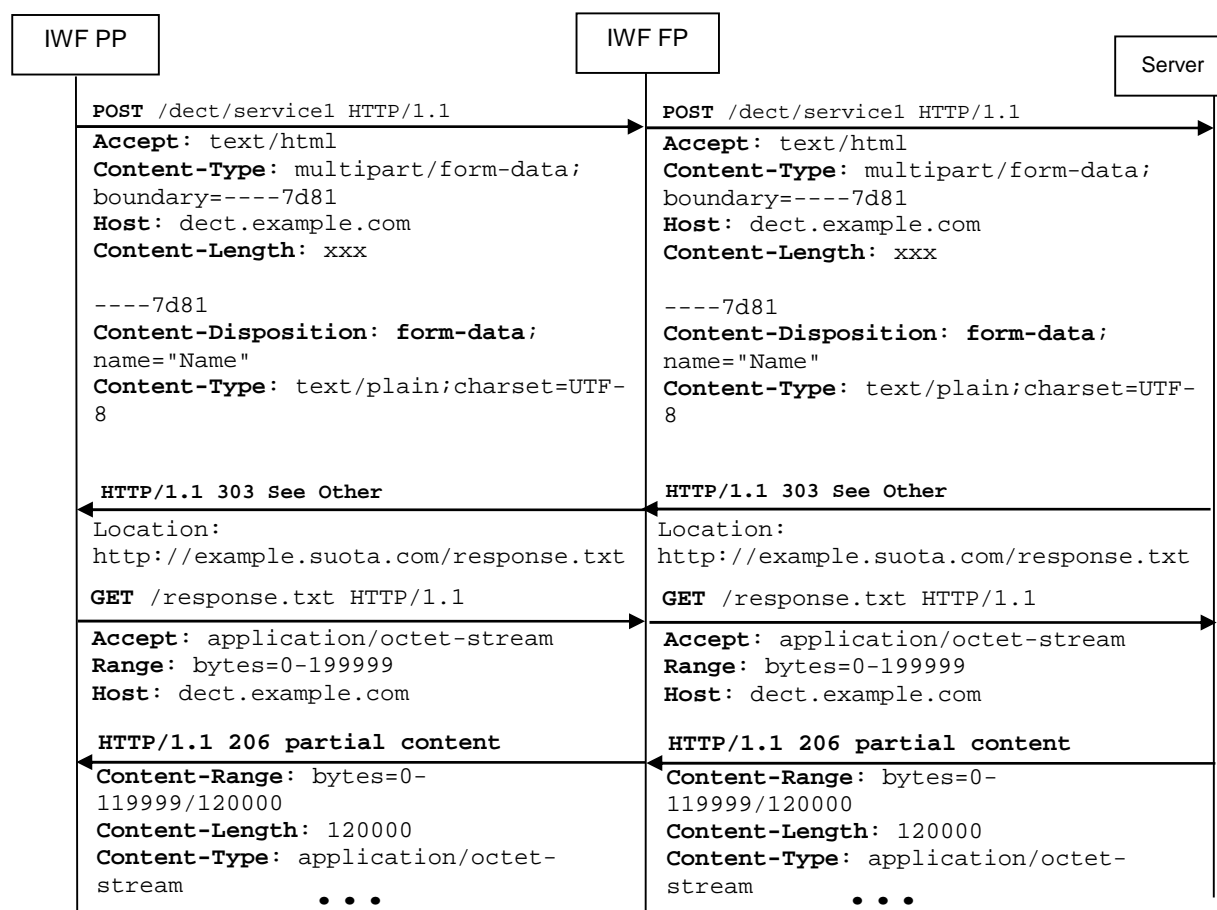 IWF PP
IWF FP
Server
POST /dect/service1 HTTP/1.1
Accept: text/html
Content-Type: multipart/form-data;
boundary=----7d81
Host: dect.example.com
Content-Length: xxx
----7d81
Content-Disposition: form-data;
name="Name"
Content-Type: text/plain;charset=UTF-
8
POST /dect/service1 HTTP/1.1
Accept: text/html
Content-Type: multipart/form-data;
boundary=----7d81
Host: dect.example.com
Content-Length: xxx
----7d81
Content-Disposition: form-data;
name="Name"
Content-Type: text/plain;charset=UTF-
8
HTTP/1.1 303 See Other
Location:
http://example.suota.com/response.txt
HTTP/1.1 303 See Other
Location:
http://example.suota.com/response.txt
GET /response.txt HTTP/1.1
Accept: application/octet-stream
Range: bytes=0-199999
Host: dect.example.com
GET /response.txt HTTP/1.1
Accept: application/octet-stream
Range: bytes=0-199999
Host: dect.example.com
HTTP/1.1 206 partial content
Content-Range: bytes=0-
119999/120000
Content-Length: 120000
Content-Type: application/octet-
stream
• • •
HTTP/1.1 206 partial content
Content-Range: bytes=0-
119999/120000
Content-Length: 120000
Content-Type: application/octet-
stream
• • •